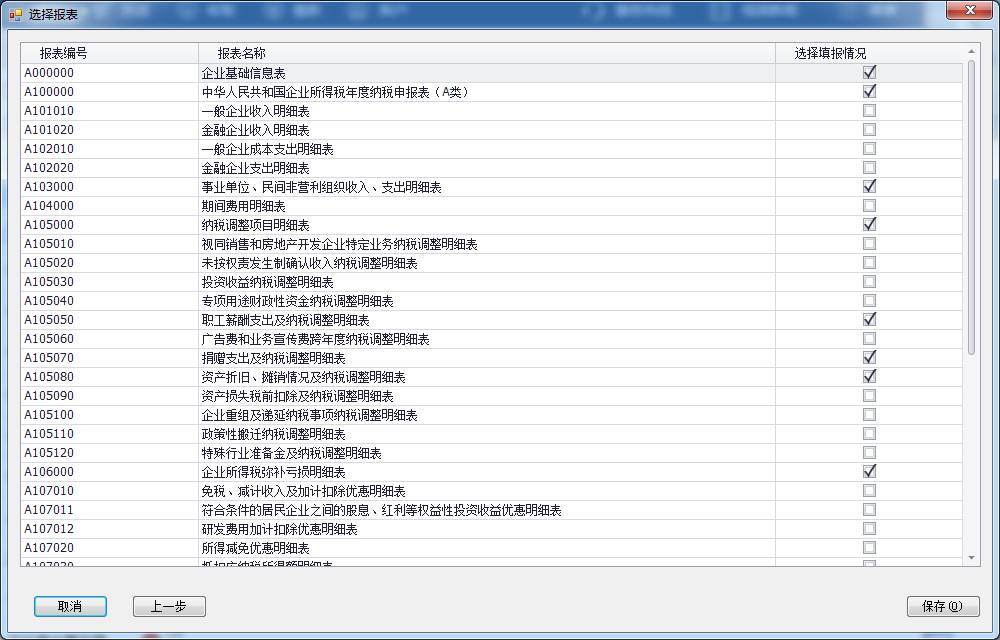 选择报表
报表编号 报表名称 选择填报情况
A000000 企业基础信息表
A100000 中华人民共和国企业所得税年度纳税申报表（A类）
A101010 一般企业收入明细表
A101020 金融企业收入明细表
A102010 一般企业成本支出明细表
A102020 金融企业支出明细表
A103000 事业单位、民间非营利组织收入、支出明细表
A104000 期间费用明细表
A105000 纳税调整项目明细表
A105010 视同销售和房地产开发企业特定业务纳税调整明细表
A105020 未按权责发生制确认收入纳税调整明细表
A105030 投资收益纳税调整明细表
A105040 专项用途财政性资金纳税调整明细表
A105050 职工薪酬支出及纳税调整明细表
A105060 广告费和业务宣传费跨年度纳税调整明细表
A105070 捐赠支出及纳税调整明细表
A105080 资产折旧、摊销情况及纳税调整明细表
A105090 资产损失税前扣除及纳税调整明细表
A105100 企业重组及递延纳税事项纳税调整明细表
A105110 政策性搬迁纳税调整明细表
A105120 特殊行业准备金及纳税调整明细表
A106000 企业所得税弥补亏损明细表
A107010 免税、减计收入及加计扣除优惠明细表
A107011 符合条件的居民企业之间的股息、红利等权益性投资收益优惠明细表
A107012 研发费用加计扣除优惠明细表
A107020 所得减免优惠明细表
A107030 抵扣应纳税所得额明细表
取消 上一步 保存(O)